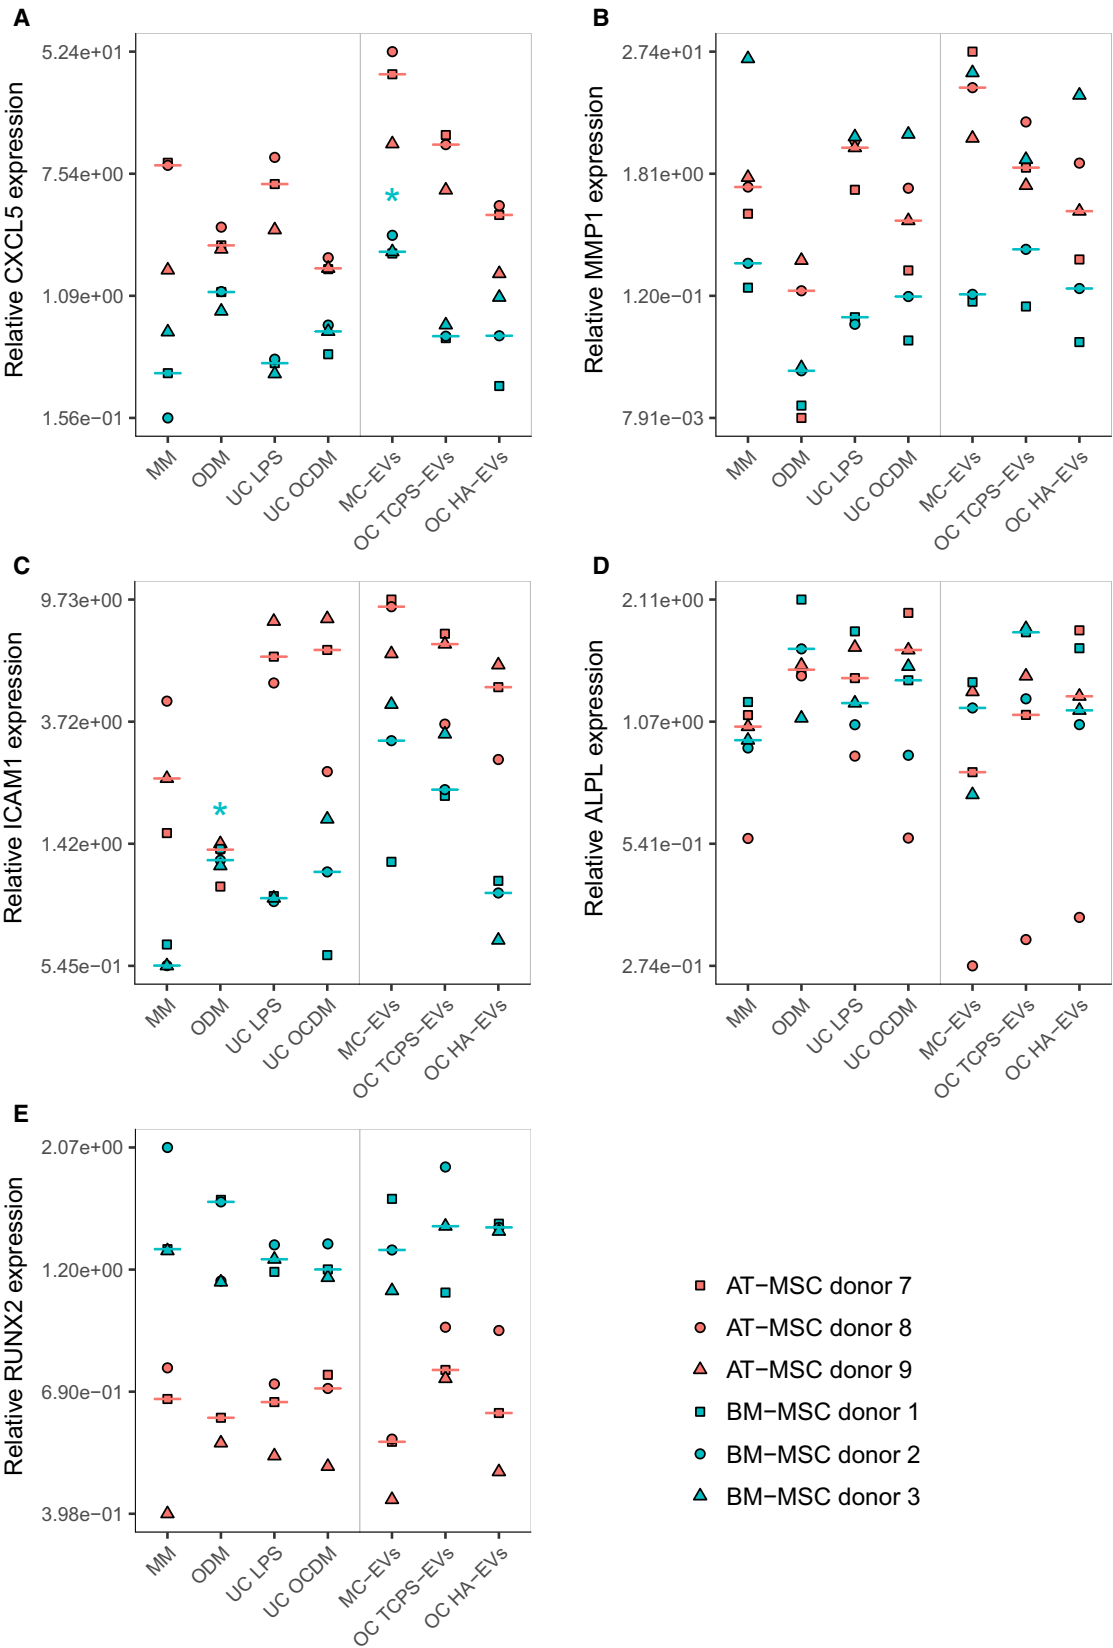 A
Relative CXCL5 expression
5.24e+01
7.54e+00
1.09e+00
1.56e−01
*
MM
ODM
UC LPS
UC OCDM
MC−EVs
OC TCPS−EVs
OC HA−EVs
B
Relative MMP1 expression
2.74e+01
1.81e+00
1.20e−01
7.91e−03
MM
ODM
UC LPS
UC OCDM
MC−EVs
OC TCPS−EVs
OC HA−EVs
C
Relative ICAM1 expression
9.73e+00
3.72e+00
1.42e+00
5.45e−01
*
MM
ODM
UC LPS
UC OCDM
MC−EVs
OC TCPS−EVs
OC HA−EVs
D
Relative ALPL expression
2.11e+00
1.07e+00
5.41e−01
2.74e−01
MM
ODM
UC LPS
UC OCDM
MC−EVs
OC TCPS−EVs
OC HA−EVs
E
Relative RUNX2 expression
2.07e+00
1.20e+00
6.90e−01
3.98e−01
MM
ODM
UC LPS
UC OCDM
MC−EVs
OC TCPS−EVs
OC HA−EVs
AT−MSC donor 7
AT−MSC donor 8
AT−MSC donor 9
BM−MSC donor 1
BM−MSC donor 2
BM−MSC donor 3